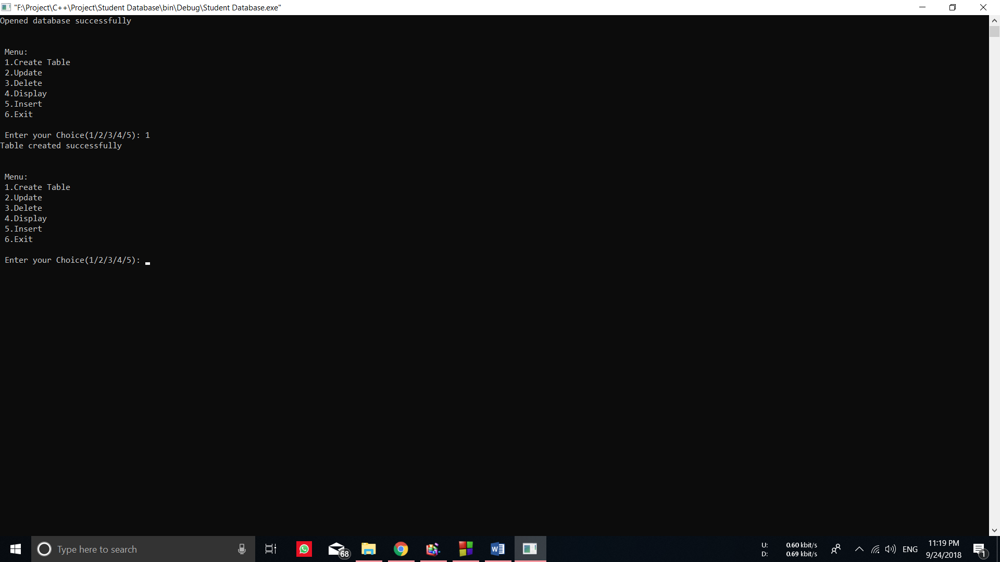 "F:\Project\C++\Project\Student Database\bin\Debug\Student Database.exe"
Opened database successfully
Menu:
1.Create Table
2.Update
3.Delete
4.Display
5.Insert
6.Exit
Enter your Choice(1/2/3/4/5): 1
Table created successfully
Menu:
1.Create Table
2.Update
3.Delete
4.Display
5.Insert
6.Exit
Enter your Choice(1/2/3/4/5):
Type here to search
68
W
U: 0.60 kbit/s
D: 0.69 kbit/s
ENG
11:19 PM
9/24/2018
1